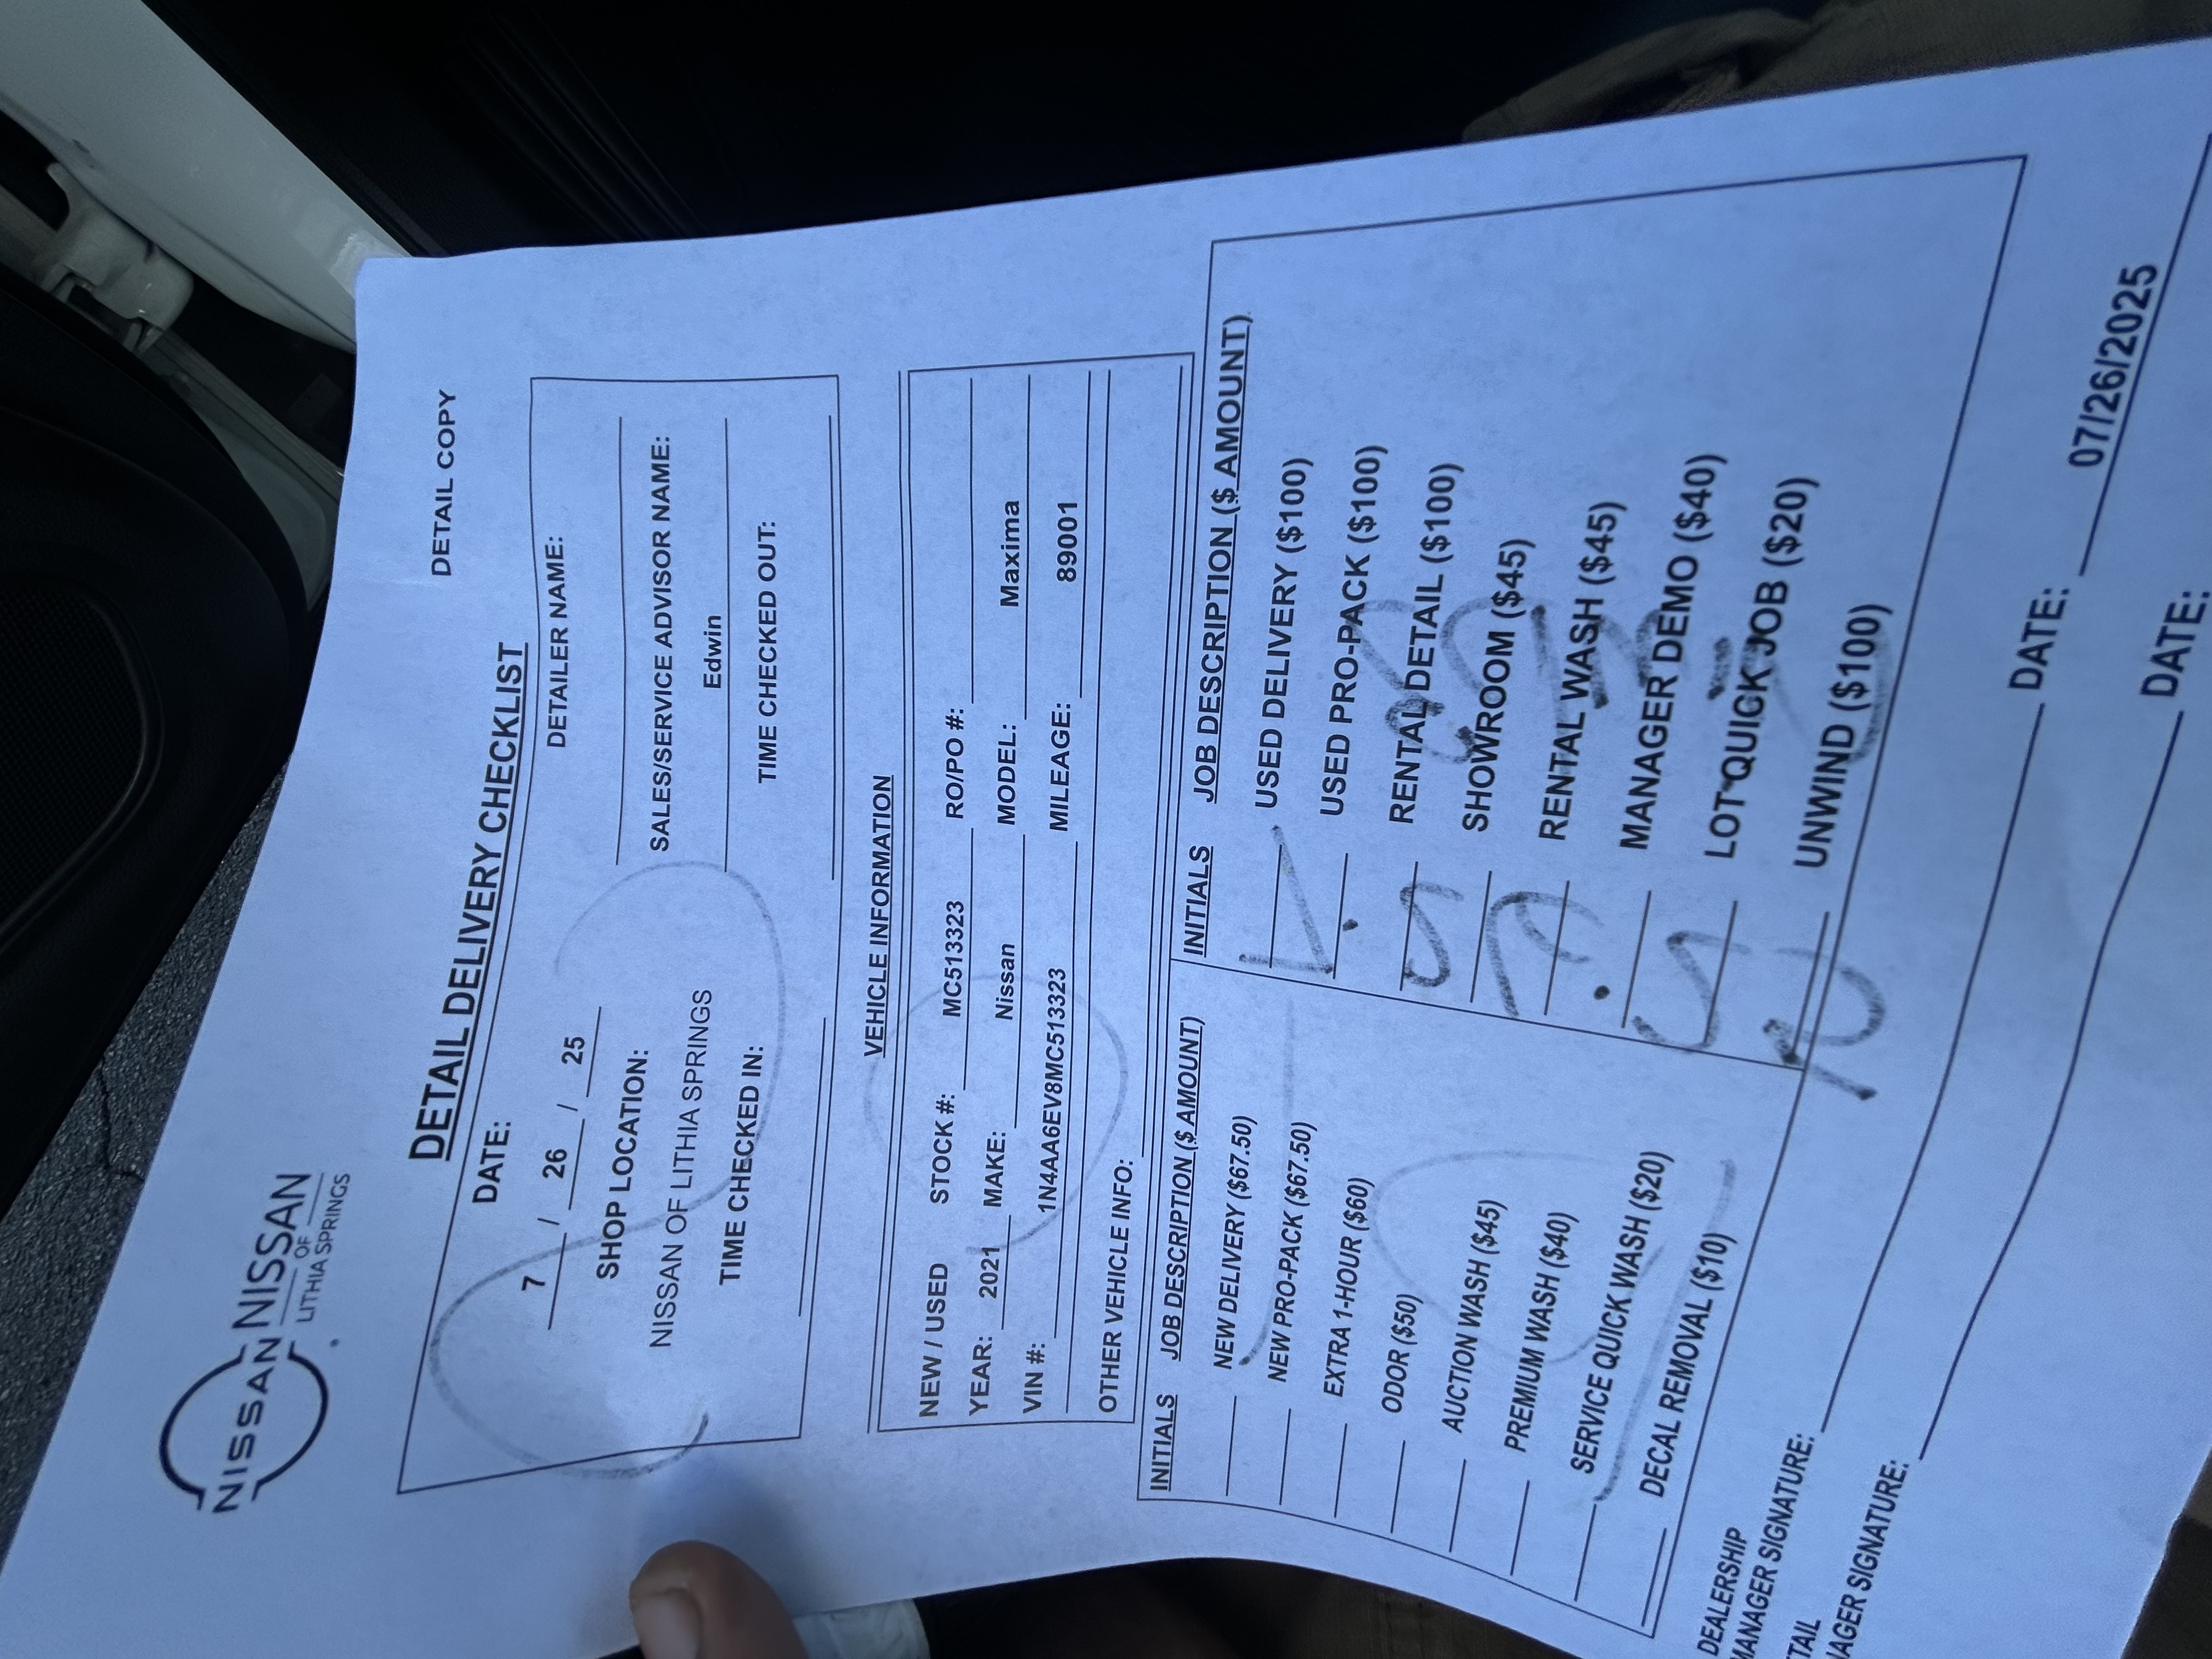 NISSAN
NISSAN
OF
LITHIA SPRINGS
DETAIL COPY
DETAIL DELIVERY CHECKLIST
DATE:
7 / 26 / 25
DETAILER NAME:
SHOP LOCATION:
NISSAN OF LITHIA SPRINGS
SALES/SERVICE ADVISOR NAME:
Edwin
TIME CHECKED IN:
TIME CHECKED OUT:
VEHICLE INFORMATION
NEW / USED STOCK #: MC513323 RO/PO #:
YEAR: 2021 MAKE: Nissan MODEL: Maxima
VIN #: 1N4AA6EV8MC513323 MILEAGE: 89001
OTHER VEHICLE INFO:
INITIALS JOB DESCRIPTION ($ AMOUNT)
NEW DELIVERY ($67.50)
NEW PRO-PACK ($67.50)
EXTRA 1-HOUR ($60)
ODOR ($50)
AUCTION WASH ($45)
PREMIUM WASH ($40)
SERVICE QUICK WASH ($20)
DECAL REMOVAL ($10)
INITIALS JOB DESCRIPTION ($ AMOUNT)
USED DELIVERY ($100)
USED PRO-PACK ($100)
RENTAL DETAIL ($100)
SHOWROOM ($45)
RENTAL WASH ($45)
MANAGER DEMO ($40)
LOT QUICK JOB ($20)
UNWIND ($100)
DEALERSHIP
MANAGER SIGNATURE: DATE: 07/26/2025
TAIL
NAGER SIGNATURE: DATE: